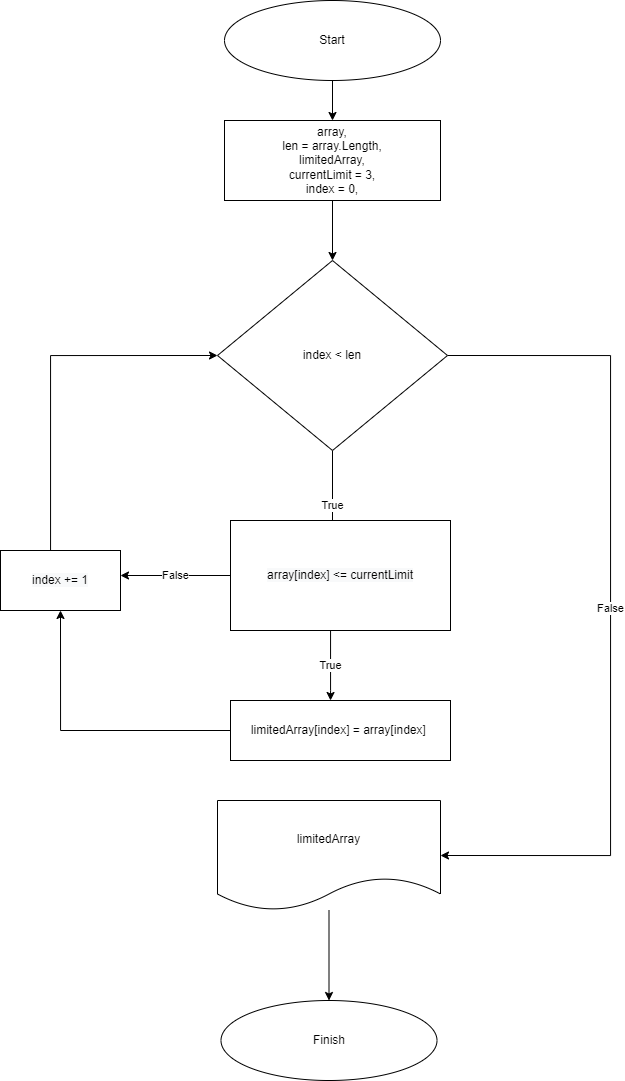 Start
array,
len = array.Length,
limitedArray,
currentLimit = 3,
index = 0,
index < len
True
array[index] <= currentLimit
False
index += 1
False
True
limitedArray[index] = array[index]
limitedArray
Finish